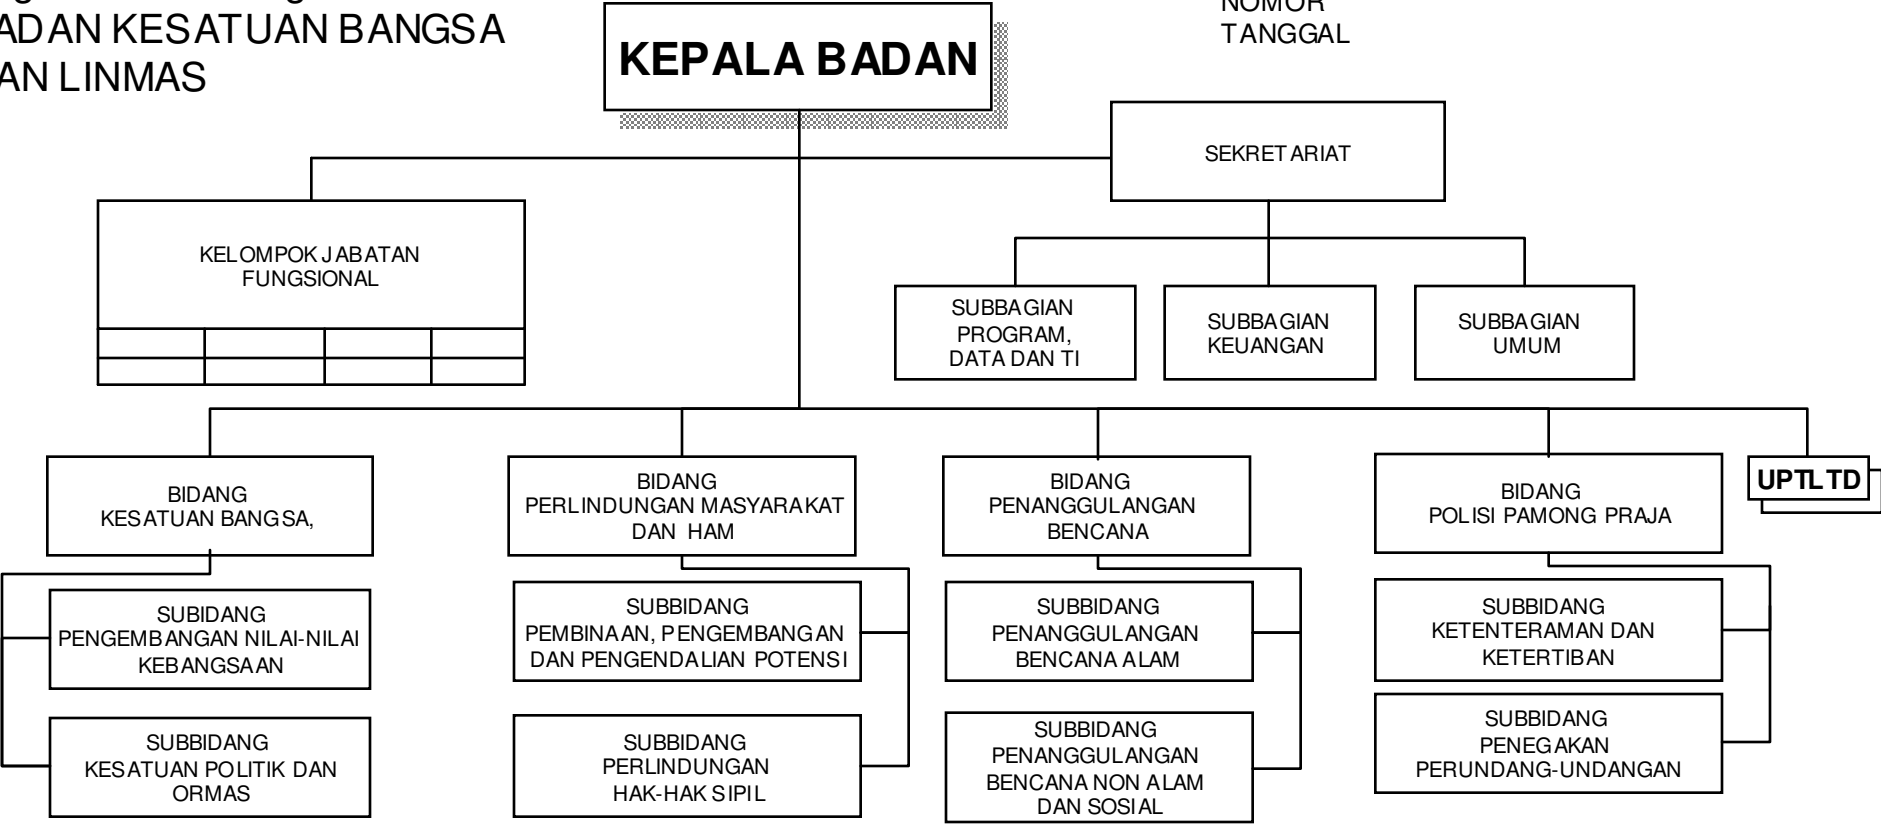 ADAN KESATUAN BANGSA
AN LINMAS
NOMOR
TANGGAL
KEPALA BADAN
SEKRETARIAT
KELOMPOK JABATAN
FUNGSIONAL
SUBBAGIAN
PROGRAM,
DATA DAN TI
SUBBAGIAN
KEUANGAN
SUBBAGIAN
UMUM
BIDANG
KESATUAN BANGSA,
BIDANG
PERLINDUNGAN MASYARAKAT
DAN HAM
BIDANG
PENANGGULANGAN
BENCANA
BIDANG
POLISI PAMONG PRAJA
UPTLTD
SUBIDANG
PENGEMBANGAN NILAI-NILAI
KEBANGSAAN
SUBBIDANG
PEMBINAAN, PENGEMBANGAN
DAN PENGENDALIAN POTENSI
SUBBIDANG
PENANGGULANGAN
BENCANA ALAM
SUBBIDANG
KETENTERAMAN DAN
KETERTIBAN
SUBBIDANG
KESATUAN POLITIK DAN
ORMAS
SUBBIDANG
PERLINDUNGAN
HAK-HAK SIPIL
SUBBIDANG
PENANGGULANGAN
BENCANA NON ALAM
DAN SOSIAL
SUBBIDANG
PENEGAKAN
PERUNDANG-UNDANGAN